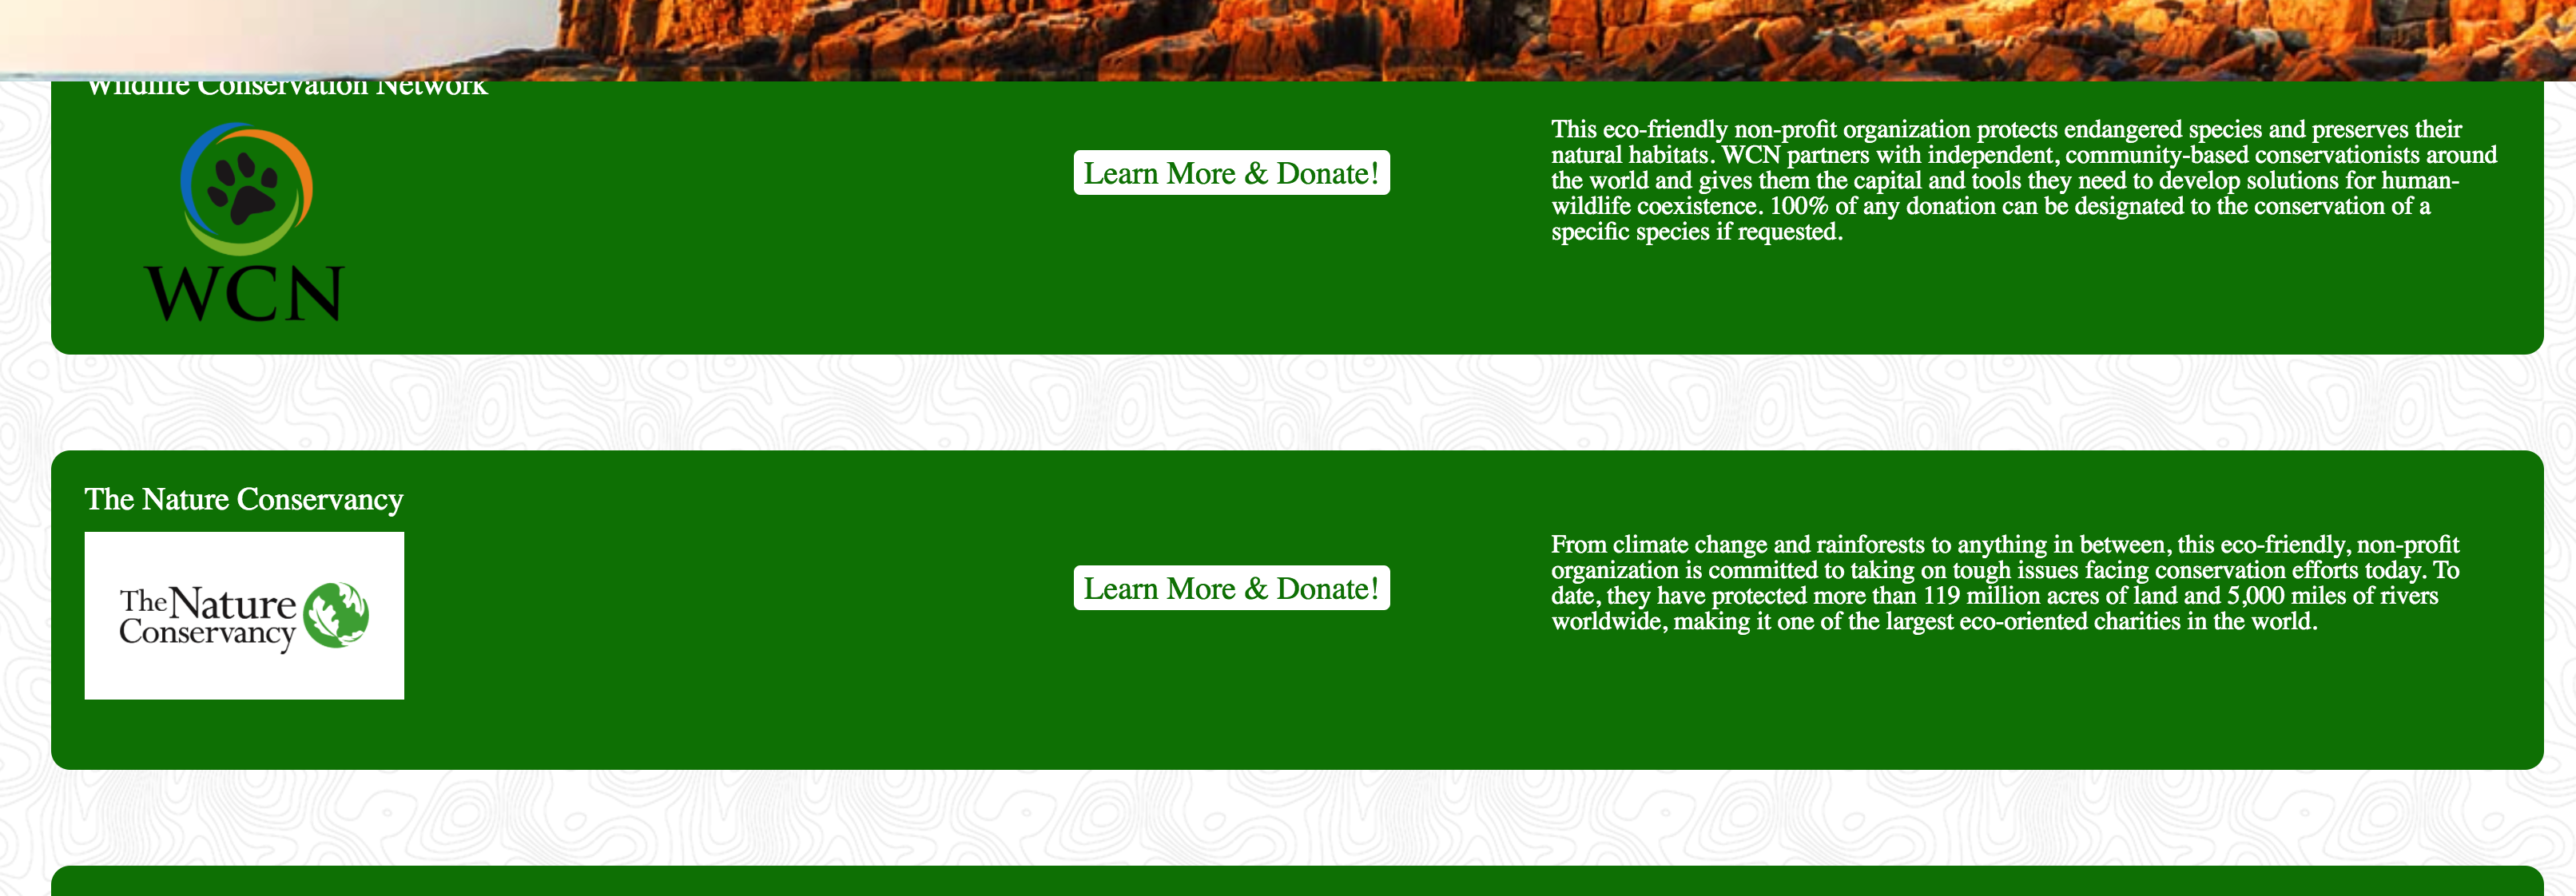 Wildlife Conservation Network
WCN
Learn More & Donate!
This eco-friendly non-profit organization protects endangered species and preserves their
natural habitats. WCN partners with independent, community-based conservationists around
the world and gives them the capital and tools they need to develop solutions for human-
wildlife coexistence. 100% of any donation can be designated to the conservation of a
specific species if requested.
The Nature Conservancy
The Nature
Conservancy
Learn More & Donate!
From climate change and rainforests to anything in between, this eco-friendly, non-profit
organization is committed to taking on tough issues facing conservation efforts today. To
date, they have protected more than 119 million acres of land and 5,000 miles of rivers
worldwide, making it one of the largest eco-oriented charities in the world.